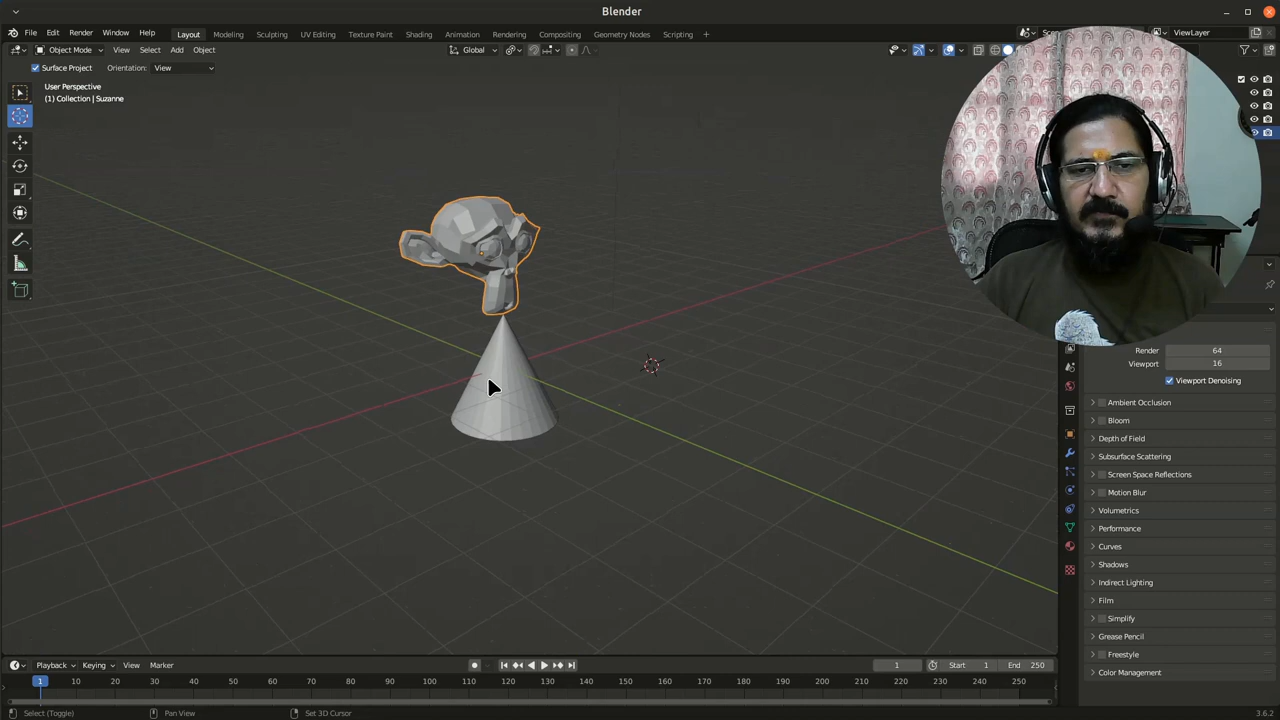 Blender
File Edit Render Window Help Layout Modeling Sculpting UV Editing Texture Paint Shading Animation Rendering Compositing Geometry Nodes Scripting + ViewLayer
Object Mode View Select Add Object Global
Surface Project Orientation: View
User Perspective
(1) Collection | Suzanne
Render 64
Viewport 16
Viewport Denoising
Ambient Occlusion
Bloom
Depth of Field
Subsurface Scattering
Screen Space Reflections
Motion Blur
Volumetrics
Performance
Curves
Shadows
Indirect Lighting
Film
Simplify
Grease Pencil
Freestyle
Color Management
Playback Keying View Marker 1 Start 1 End 250
1 10 20 30 40 50 60 70 80 90 100 110 120 130 140 150 160 170 180 190 200 210 220 230 240 250
Select (Toggle) Pan View Set 3D Cursor 3.6.2